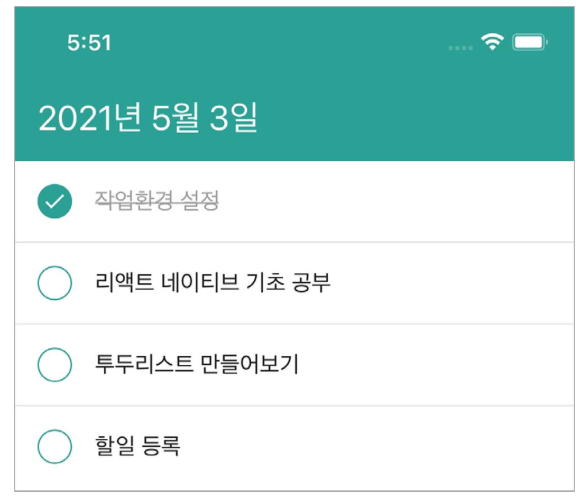 5:51
2021년 5월 3일
작업환경 설정
리액트 네이티브 기초 공부
투두리스트 만들어보기
할일 등록